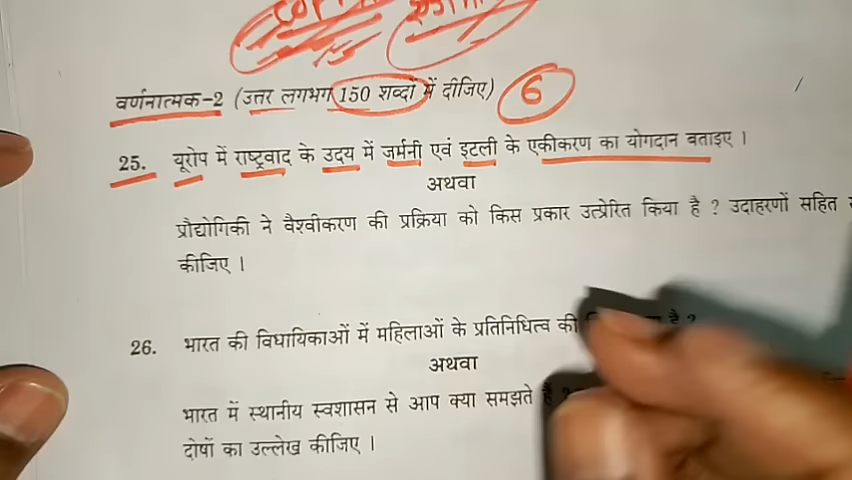 वर्णनात्मक-2 (उत्तर लगभग 150 शब्दों में दीजिए) 6
25. यूरोप में राष्ट्रवाद के उदय में जर्मनी एवं इटली के एकीकरण का योगदान बताइए ।
अथवा
प्रौद्योगिकी ने वैश्वीकरण की प्रक्रिया को किस प्रकार उत्प्रेरित किया है ? उदाहरणों सहित
कीजिए ।
26. भारत की विधायिकाओं में महिलाओं के प्रतिनिधित्व की है ?
अथवा
भारत में स्थानीय स्वशासन से आप क्या समझते हैं ?
दोषों का उल्लेख कीजिए ।